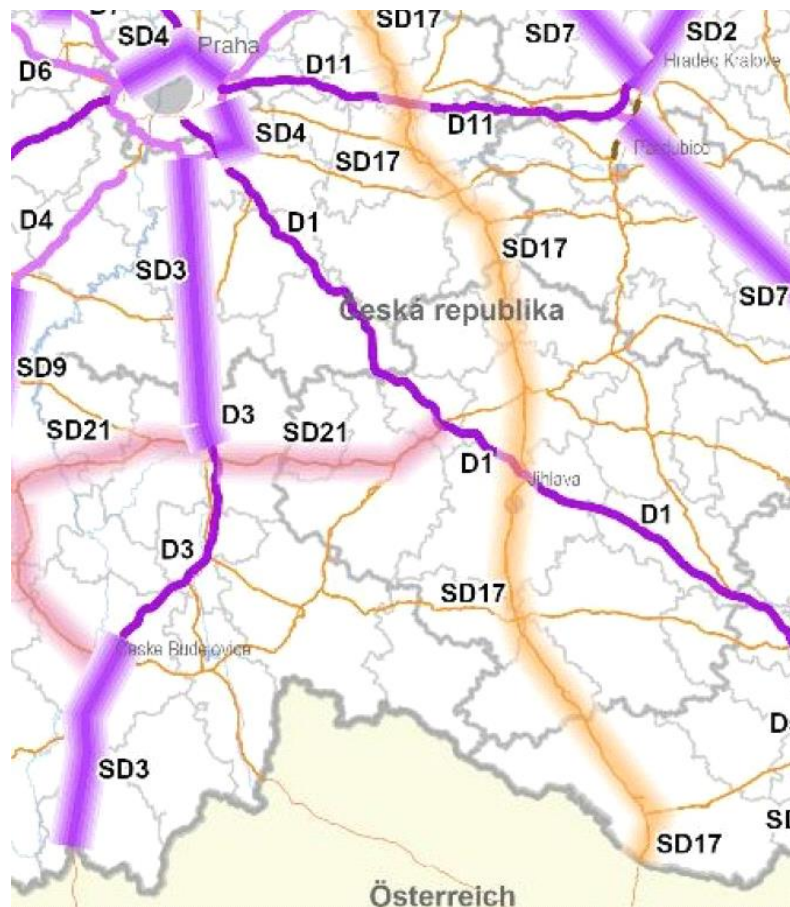 SD17
SD4
Praha
SD7
SD2
Hradec Králové
D6
D11
D11
SD4
SD17
Pardubice
D4
D1
SD3
SD17
SD7
Česká republika
SD9
D3
SD21
SD21
D1
Jihlava
D1
D3
SD17
České Budějovice
SD3
SD17
Österreich